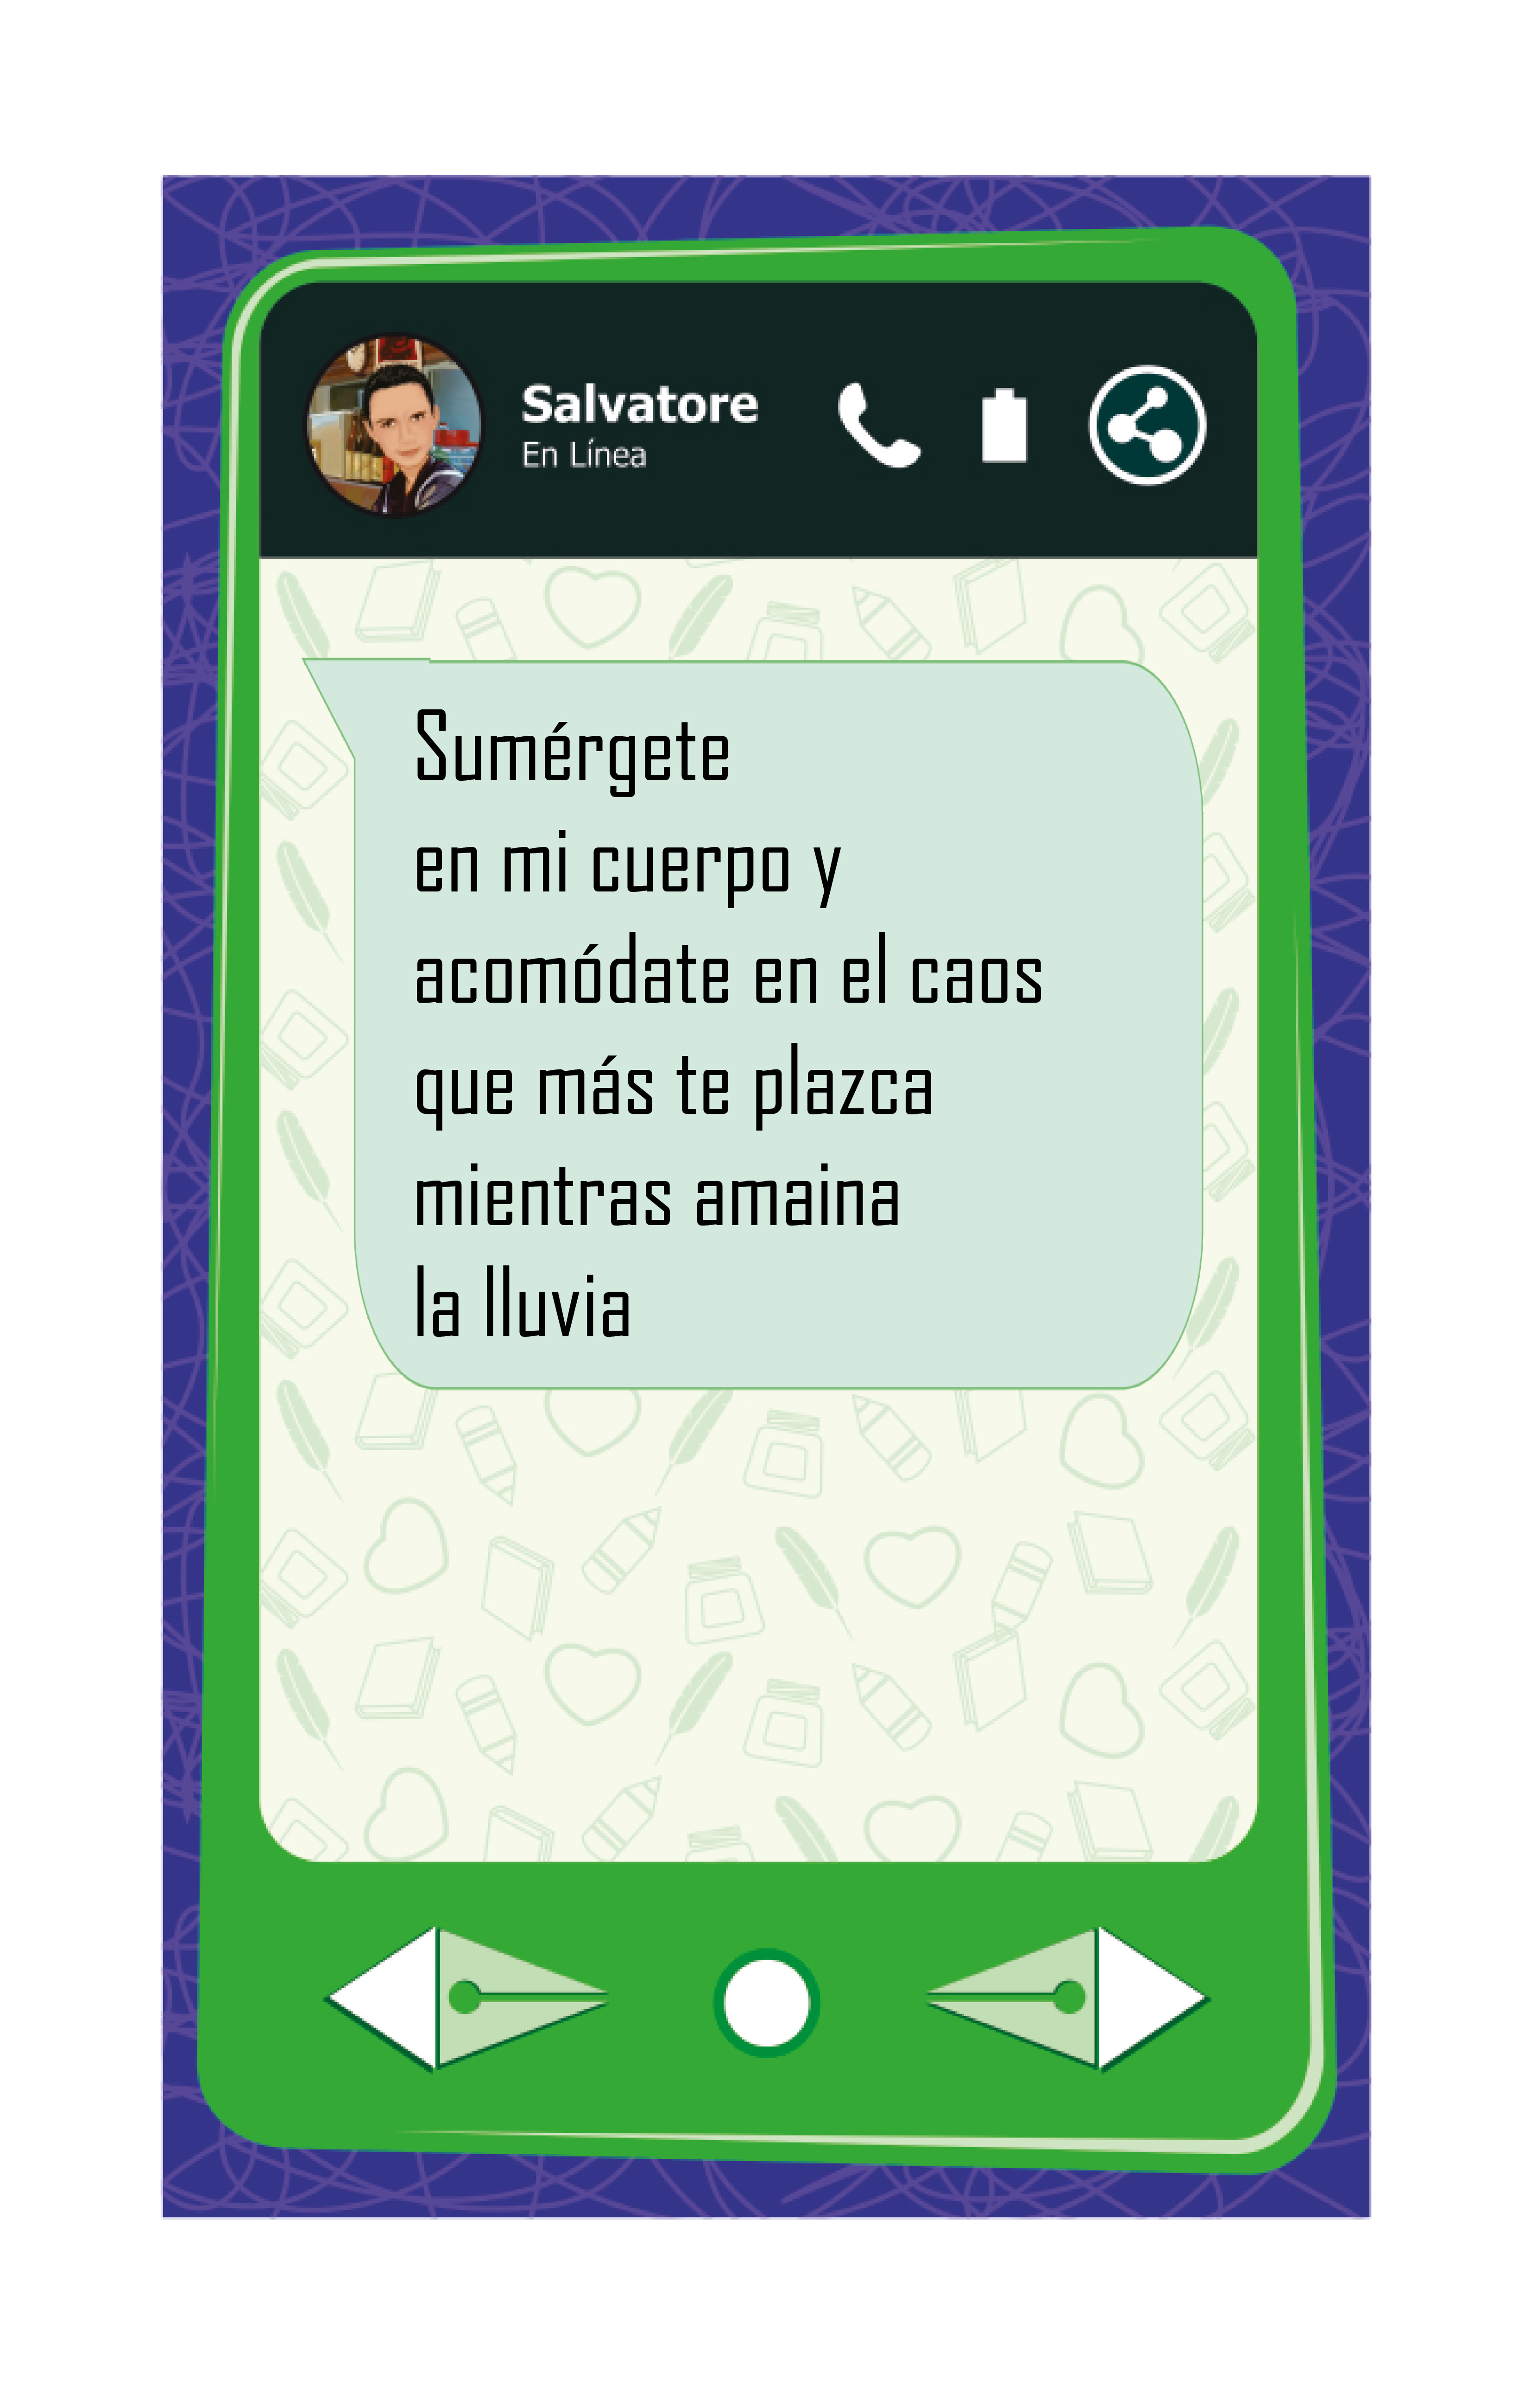 Salvatore
En Línea
Sumérgete
en mi cuerpo y
acomódate en el caos
que más te plazca
mientras amaina
la lluvia